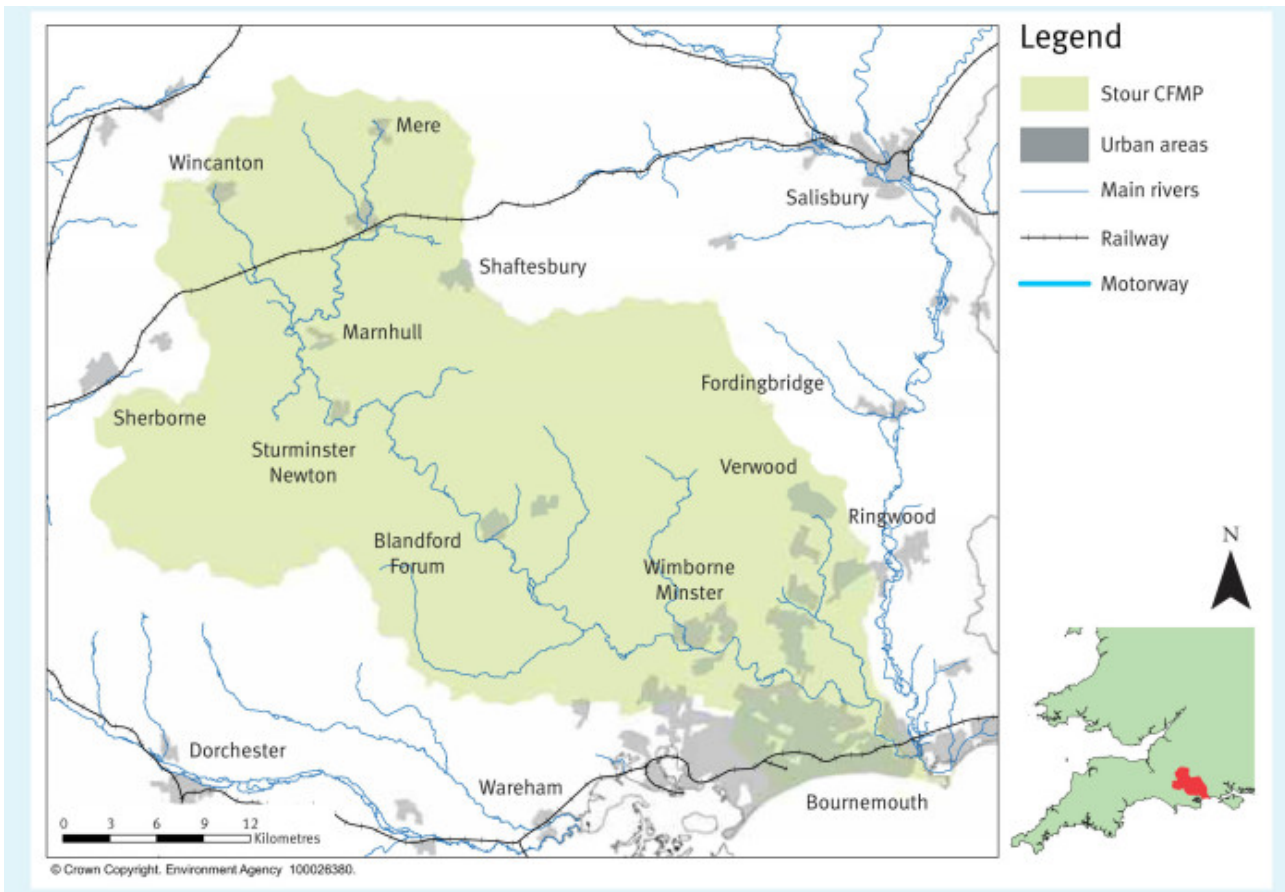 Legend
Stour CFMP
Urban areas
Main rivers
Railway
Motorway
Mere
Wincanton
Salisbury
Shaftesbury
Marnhull
Fordingbridge
Sherborne
Sturminster
Newton
Verwood
Ringwood
Blandford
Forum
Wimborne
Minster
N
Dorchester
Wareham
Bournemouth
0 3 6 9 12
Kilometres
© Crown Copyright. Environment Agency 100026380.